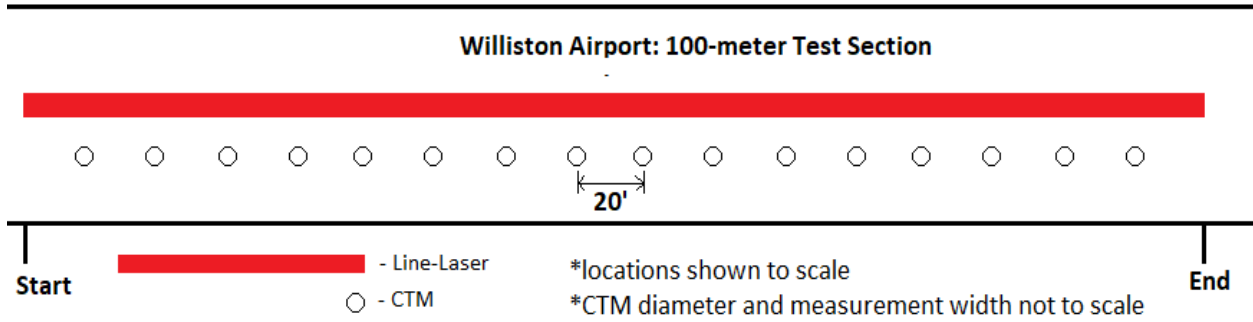 Williston Airport: 100-meter Test Section
-
20'
Start
End
- Line-Laser
- CTM
*locations shown to scale
*CTM diameter and measurement width not to scale